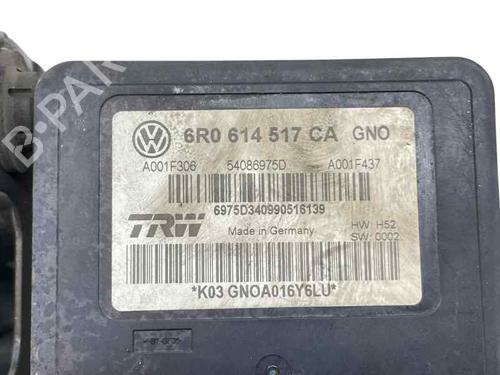 6R0 614 517 CA GNO
A001F306 54086975D A001F437
6975D340990516139
TRW Made in Germany HW: H52
SW: 0002
*K03 GNOA016Y6LU*